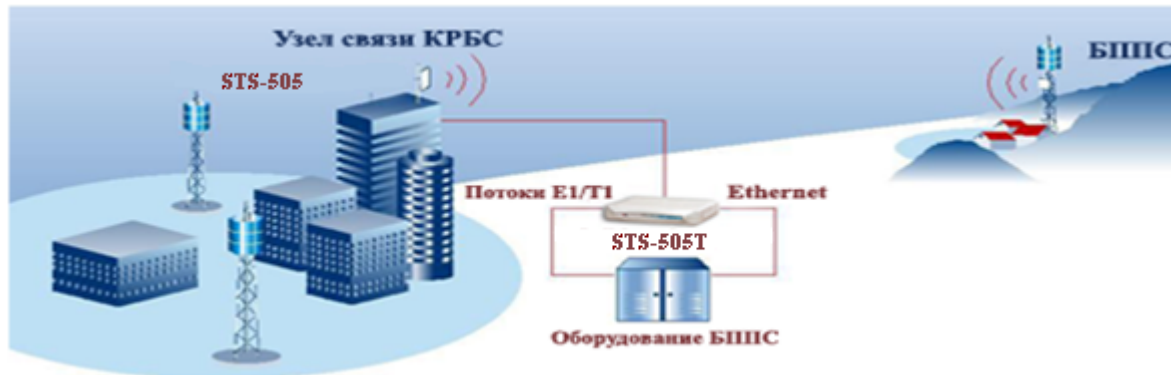 Узел связи КРБС
БППС
STS-505
Потоки E1/T1
Ethernet
STS-505T
Оборудование БППС